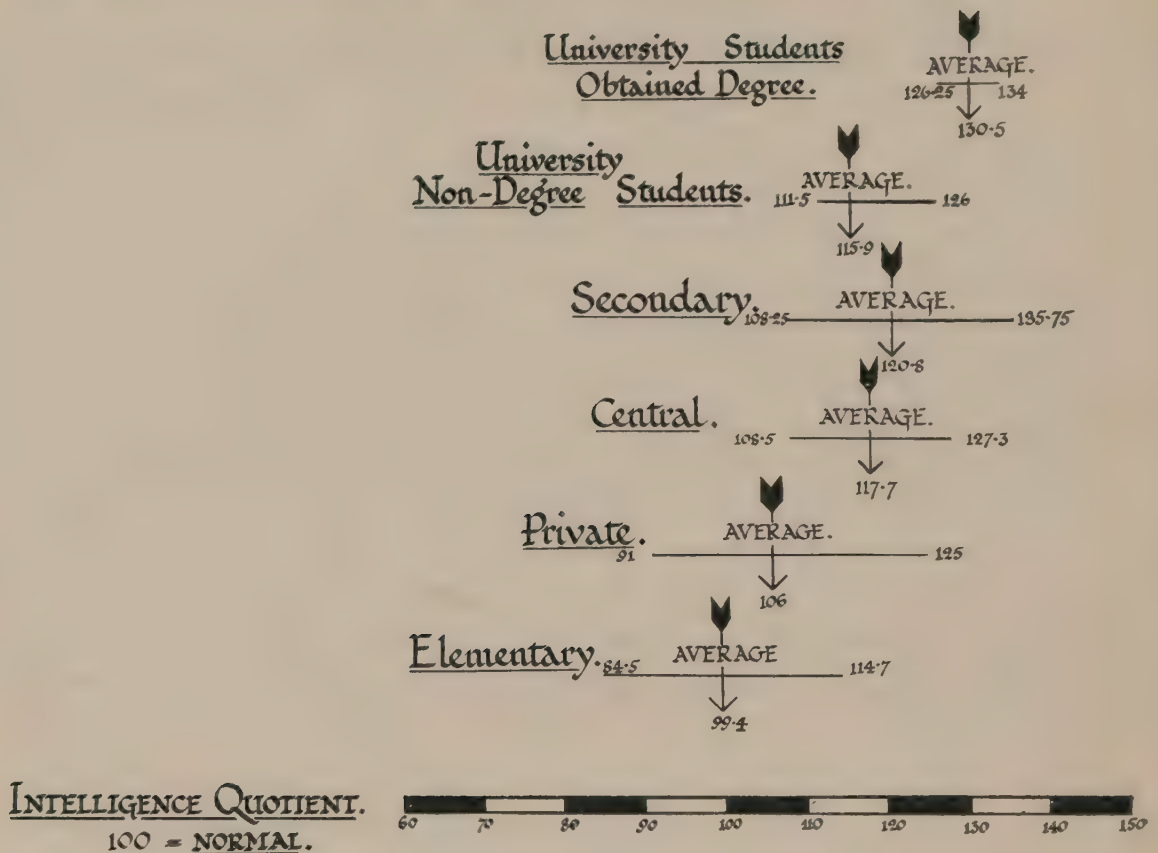 University Students
Obtained Degree.
AVERAGE.
126·25 134
130·5
University
Non-Degree Students.
AVERAGE.
111·5 126
115·9
Secondary.
AVERAGE.
108·25 135·75
120·8
Central.
AVERAGE.
108·5 127·3
117·7
Private.
AVERAGE.
91 125
106
Elementary.
AVERAGE
84·5 114·7
99·4
INTELLIGENCE QUOTIENT.
100 = NORMAL.
60 70 80 90 100 110 120 130 140 150